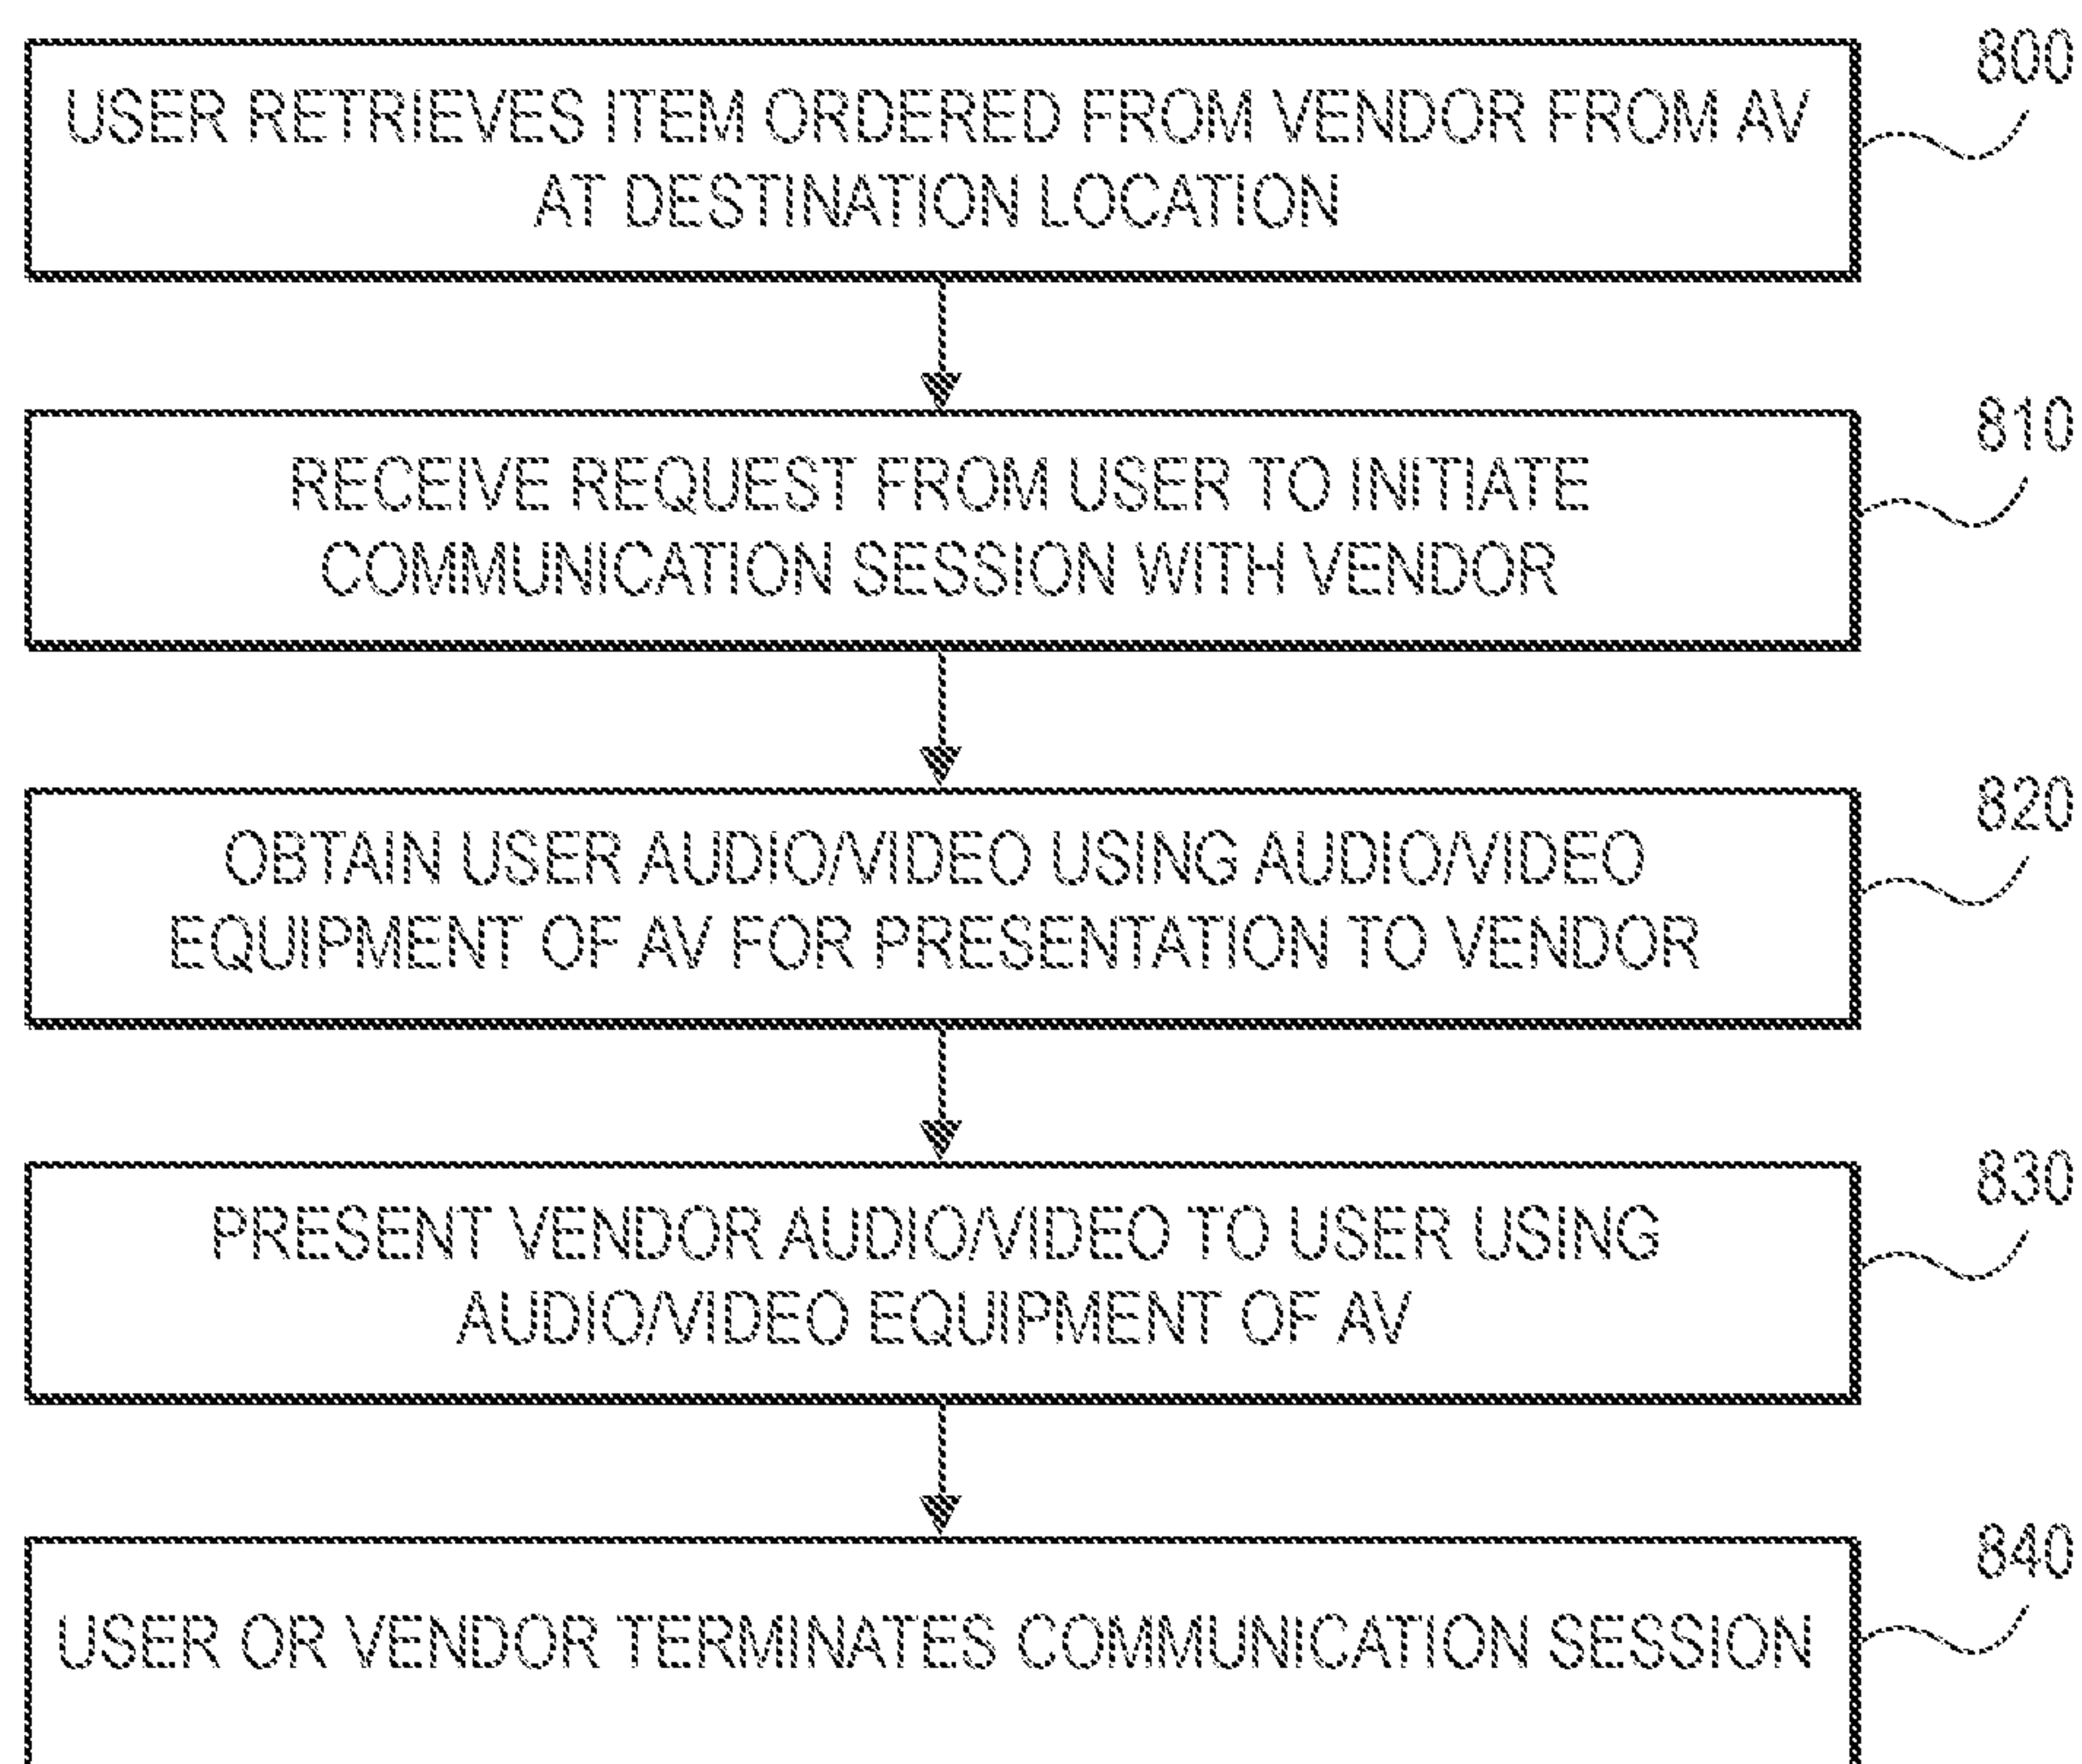 800
USER RETRIEVES ITEM ORDERED FROM VENDOR FROM AV
AT DESTINATION LOCATION
810
RECEIVE REQUEST FROM USER TO INITIATE
COMMUNICATION SESSION WITH VENDOR
820
OBTAIN USER AUDIO/VIDEO USING AUDIO/VIDEO
EQUIPMENT OF AV FOR PRESENTATION TO VENDOR
830
PRESENT VENDOR AUDIO/VIDEO TO USER USING
AUDIO/VIDEO EQUIPMENT OF AV
840
USER OR VENDOR TERMINATES COMMUNICATION SESSION